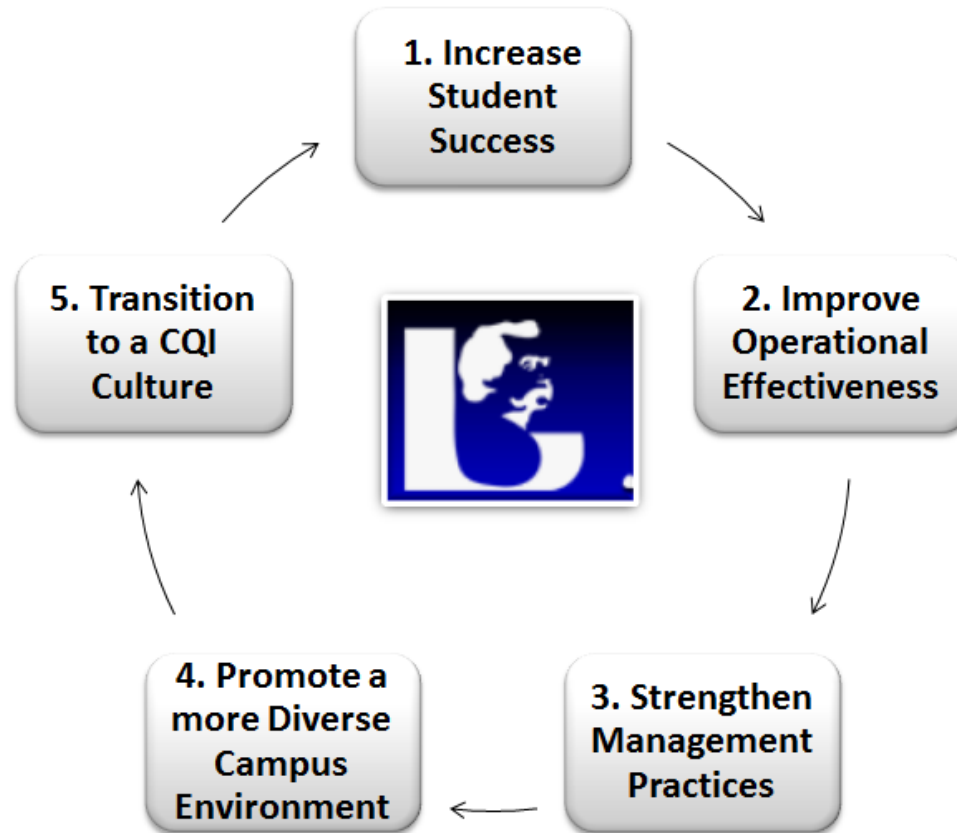 1. Increase
Student
Success
2. Improve
Operational
Effectiveness
3. Strengthen
Management
Practices
4. Promote a
more Diverse
Campus
Environment
5. Transition
to a CQI
Culture
L